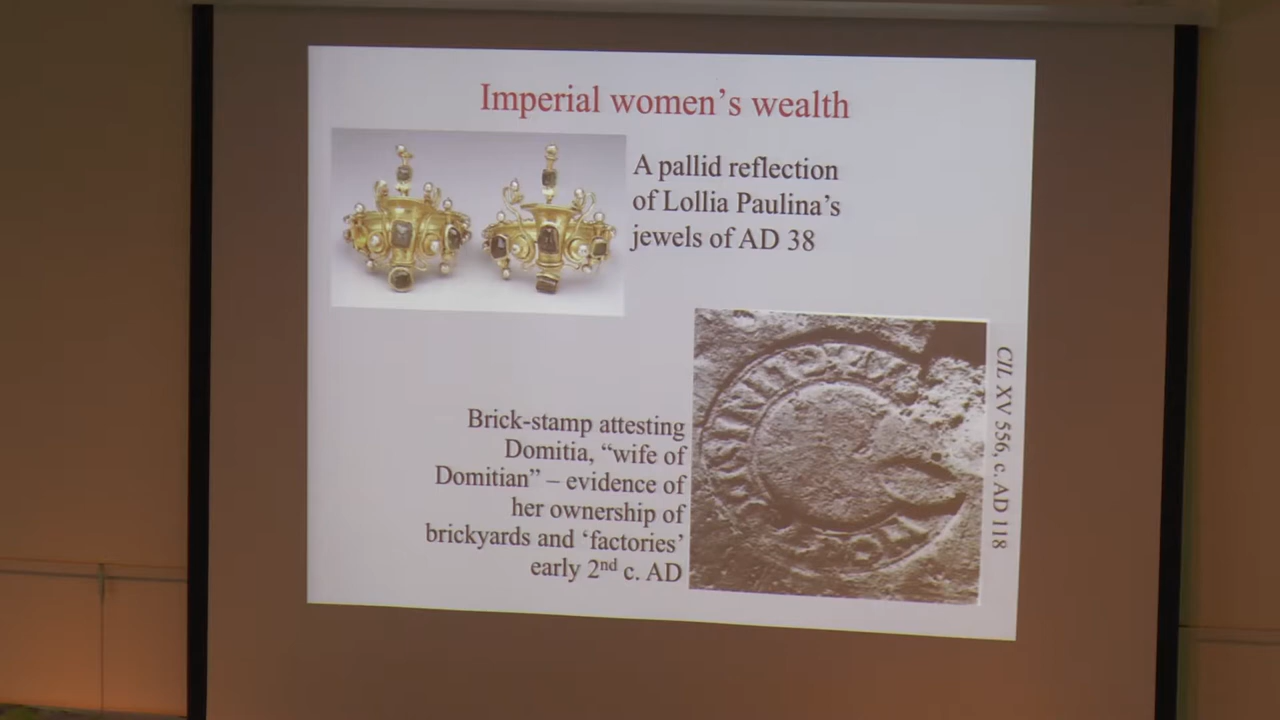 Imperial women’s wealth
A pallid reflection
of Lollia Paulina’s
jewels of AD 38
Brick-stamp attesting
Domitia, “wife of
Domitian” – evidence of
her ownership of
brickyards and ‘factories’
early 2nd c. AD
CIL XV 556, c. AD 118